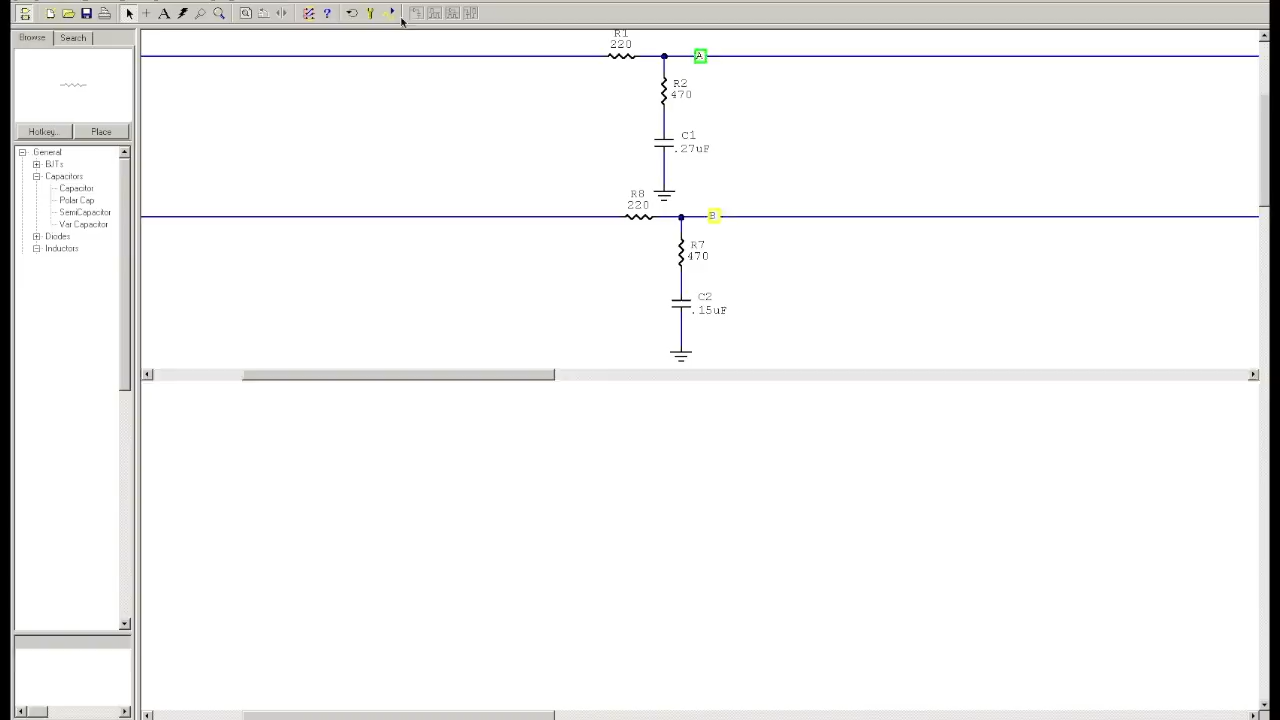 Browse Search
R1
220
A
R2
470
C1
.27uF
Hotkey... Place
General
BJTs
Capacitors
Capacitor
Polar Cap
SemiCapacitor
Var Capacitor
Diodes
Inductors
R8
220
B
R7
470
C2
.15uF